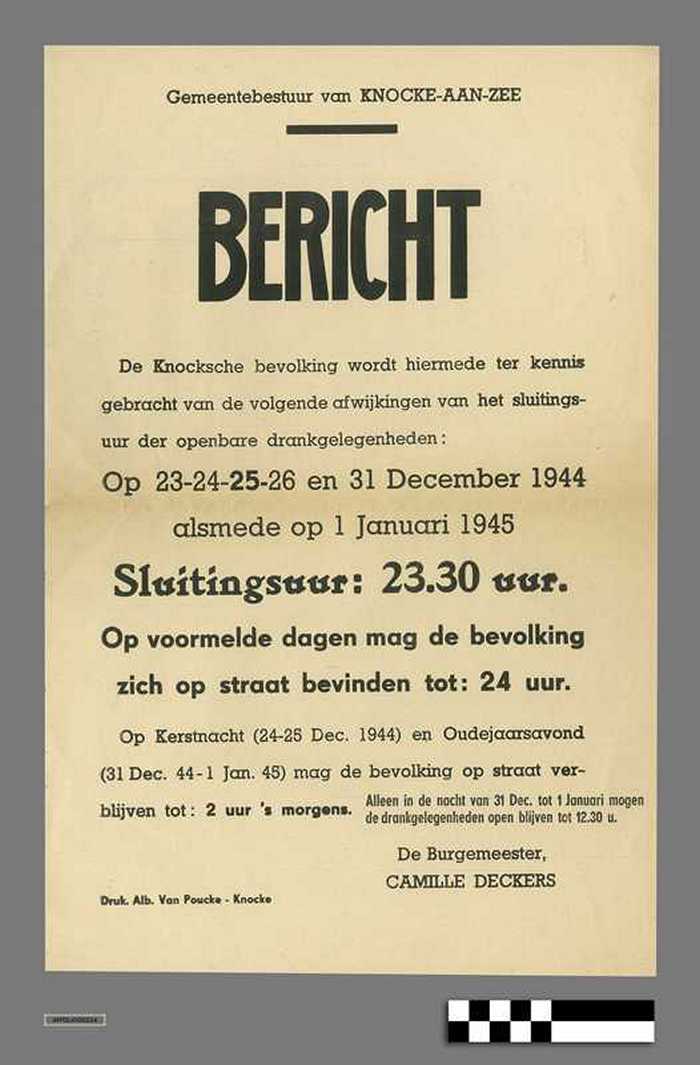 Gemeentebestuur van KNOCKE-AAN-ZEE
BERICHT
De Knocksche bevolking wordt hiermede ter kennis
gebracht van de volgende afwijkingen van het sluitings-
uur der openbare drankgelegenheden:
Op 23-24-25-26 en 31 December 1944
alsmede op 1 Januari 1945
Sluitingsuur: 23.30 uur.
Op voormelde dagen mag de bevolking
zich op straat bevinden tot: 24 uur.
Op Kerstnacht (24-25 Dec. 1944) en Oudejaarsavond
(31 Dec. 44-1 Jan. 45) mag de bevolking op straat ver-
blijven tot: 2 uur 's morgens. Alleen in de nacht van 31 Dec. tot 1 Januari mogen
de drankgelegenheden open blijven tot 12.30 u.
De Burgemeester,
CAMILLE DECKERS
Druk. Alb. Van Poucke - Knocke